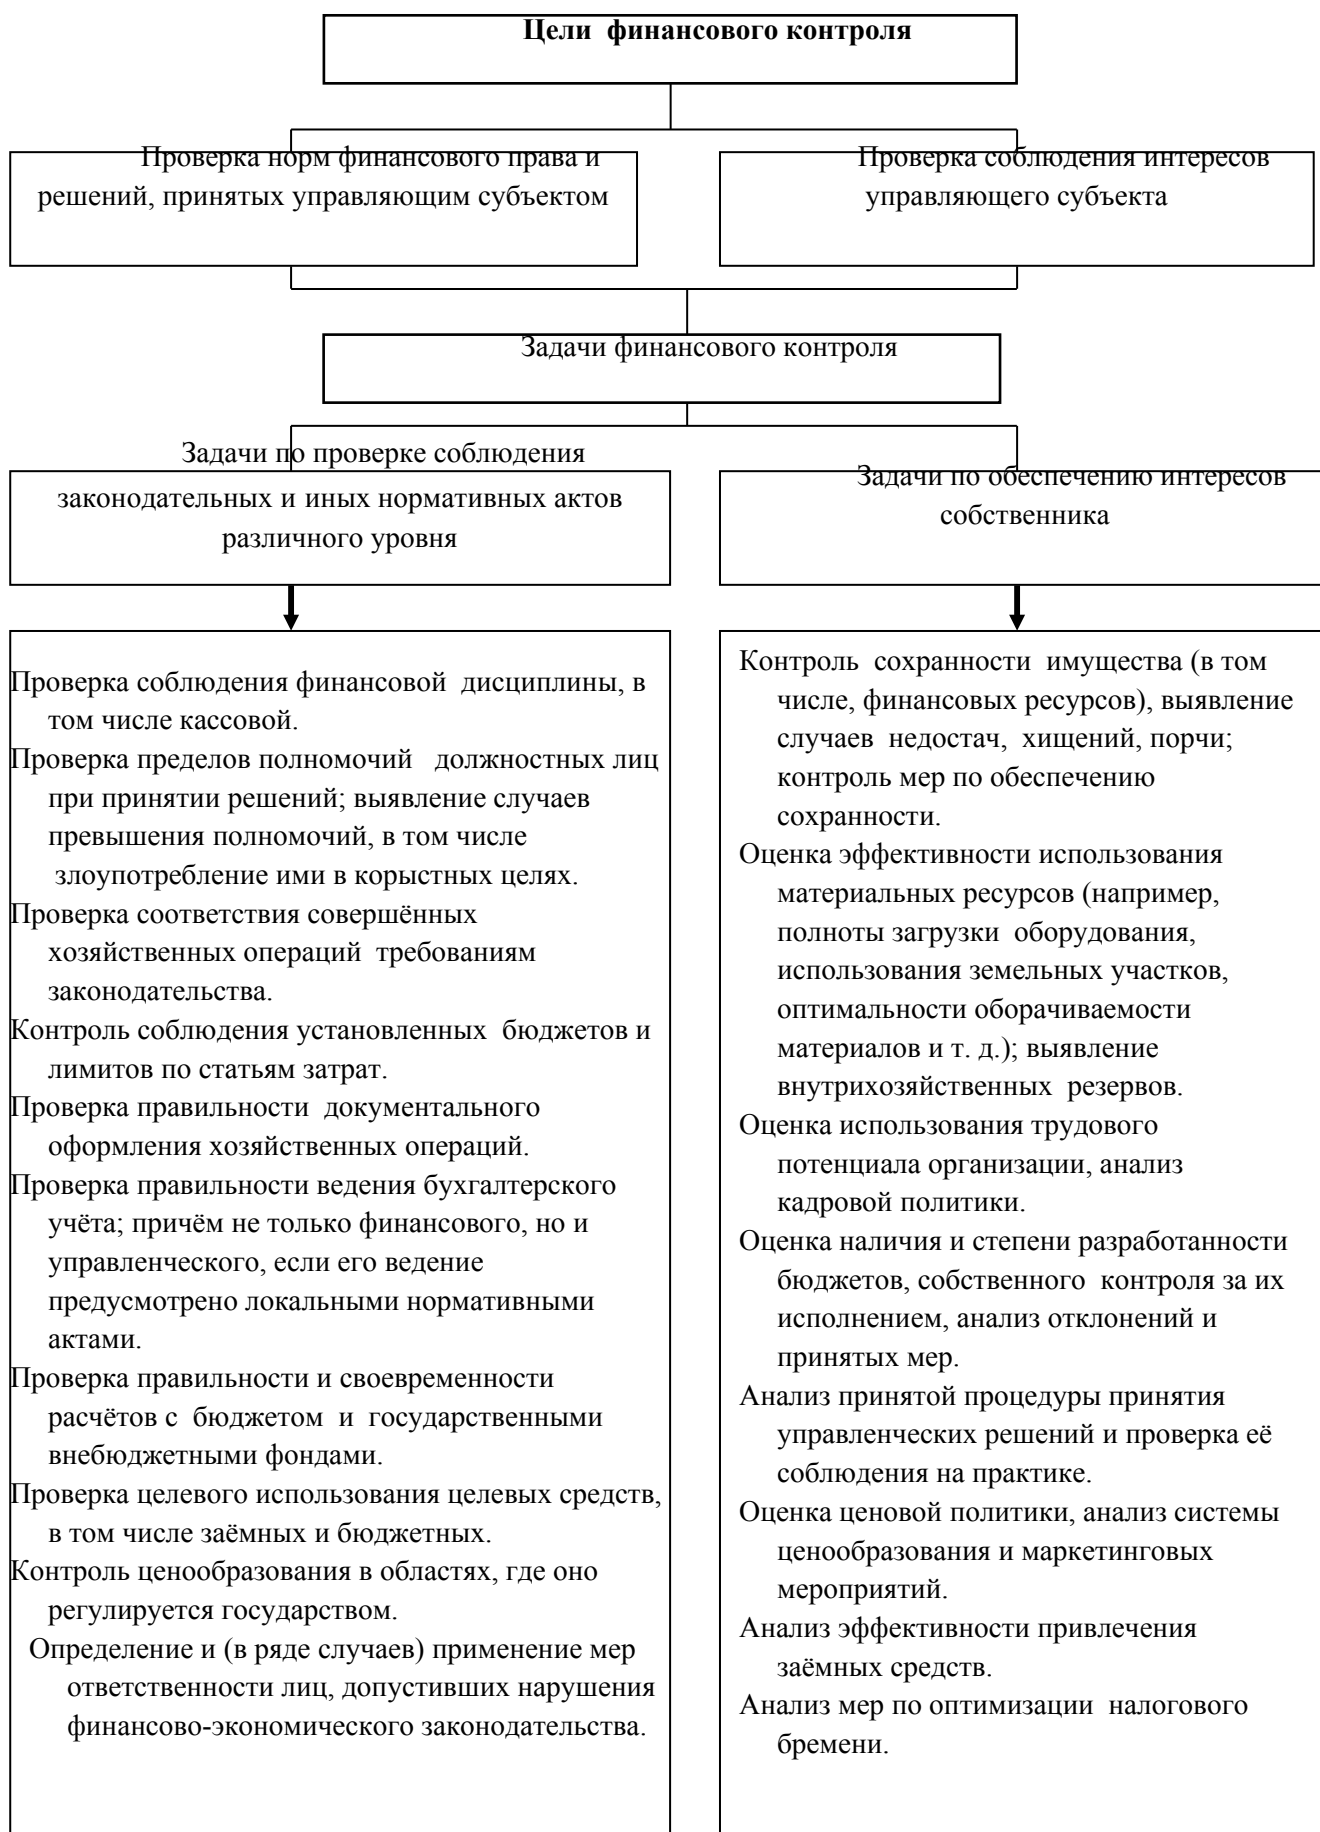 Цели финансового контроля
Проверка норм финансового права и
решений, принятых управляющим субъектом
Проверка соблюдения интересов
управляющего субъекта
Задачи финансового контроля
Задачи по проверке соблюдения
законодательных и иных нормативных актов
различного уровня
Задачи по обеспечению интересов
собственника
Проверка соблюдения финансовой дисциплины, в
том числе кассовой.
Проверка пределов полномочий должностных лиц
при принятии решений; выявление случаев
превышения полномочий, в том числе
злоупотребление ими в корыстных целях.
Проверка соответствия совершённых
хозяйственных операций требованиям
законодательства.
Контроль соблюдения установленных бюджетов и
лимитов по статьям затрат.
Проверка правильности документального
оформления хозяйственных операций.
Проверка правильности ведения бухгалтерского
учёта; причём не только финансового, но и
управленческого, если его ведение
предусмотрено локальными нормативными
актами.
Проверка правильности и своевременности
расчётов с бюджетом и государственными
внебюджетными фондами.
Проверка целевого использования целевых средств,
в том числе заёмных и бюджетных.
Контроль ценообразования в областях, где оно
регулируется государством.
Определение и (в ряде случаев) применение мер
ответственности лиц, допустивших нарушения
финансово-экономического законодательства.
Контроль сохранности имущества (в том
числе, финансовых ресурсов), выявление
случаев недостач, хищений, порчи;
контроль мер по обеспечению
сохранности.
Оценка эффективности использования
материальных ресурсов (например,
полноты загрузки оборудования,
использования земельных участков,
оптимальности оборачиваемости
материалов и т. д.); выявление
внутрихозяйственных резервов.
Оценка использования трудового
потенциала организации, анализ
кадровой политики.
Оценка наличия и степени разработанности
бюджетов, собственного контроля за их
исполнением, анализ отклонений и
принятых мер.
Анализ принятой процедуры принятия
управленческих решений и проверка её
соблюдения на практике.
Оценка ценовой политики, анализ системы
ценообразования и маркетинговых
мероприятий.
Анализ эффективности привлечения
заёмных средств.
Анализ мер по оптимизации налогового
бремени.